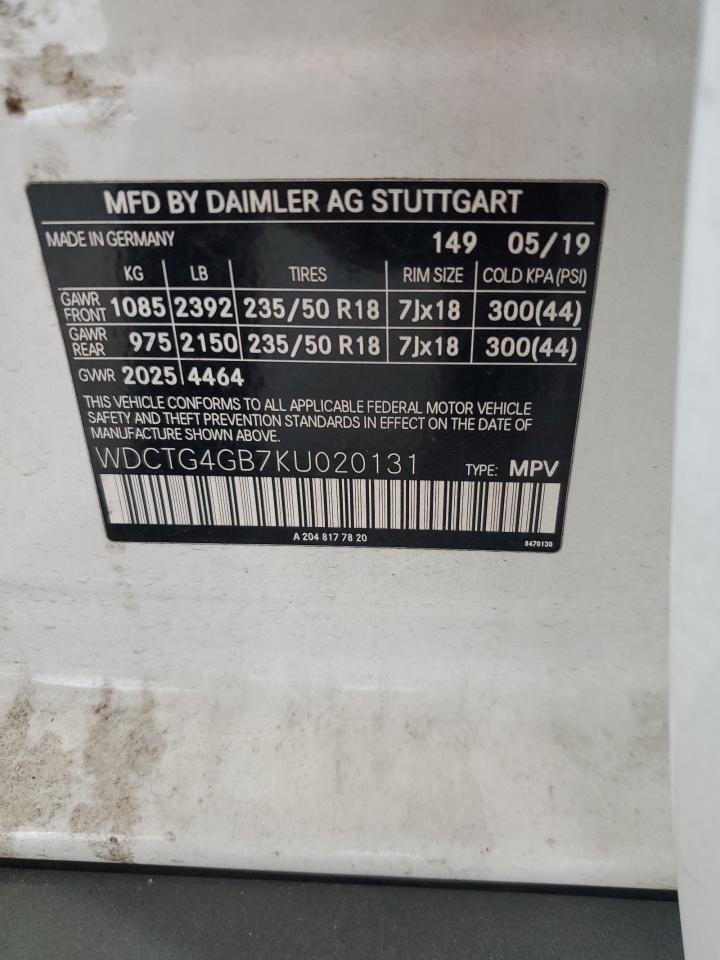 MFD BY DAIMLER AG STUTTGART
MADE IN GERMANY 149 05/19
KG LB TIRES RIM SIZE COLD KPA(PSI)
GAWR FRONT 1085 2392 235/50 R18 7Jx18 300(44)
GAWR REAR 975 2150 235/50 R18 7Jx18 300(44)
GVWR 2025 4464
THIS VEHICLE CONFORMS TO ALL APPLICABLE FEDERAL MOTOR VEHICLE
SAFETY AND THEFT PREVENTION STANDARDS IN EFFECT ON THE DATE OF
MANUFACTURE SHOWN ABOVE.
WDCTG4GB7KU020131 TYPE: MPV
A 204 817 78 20 8470130